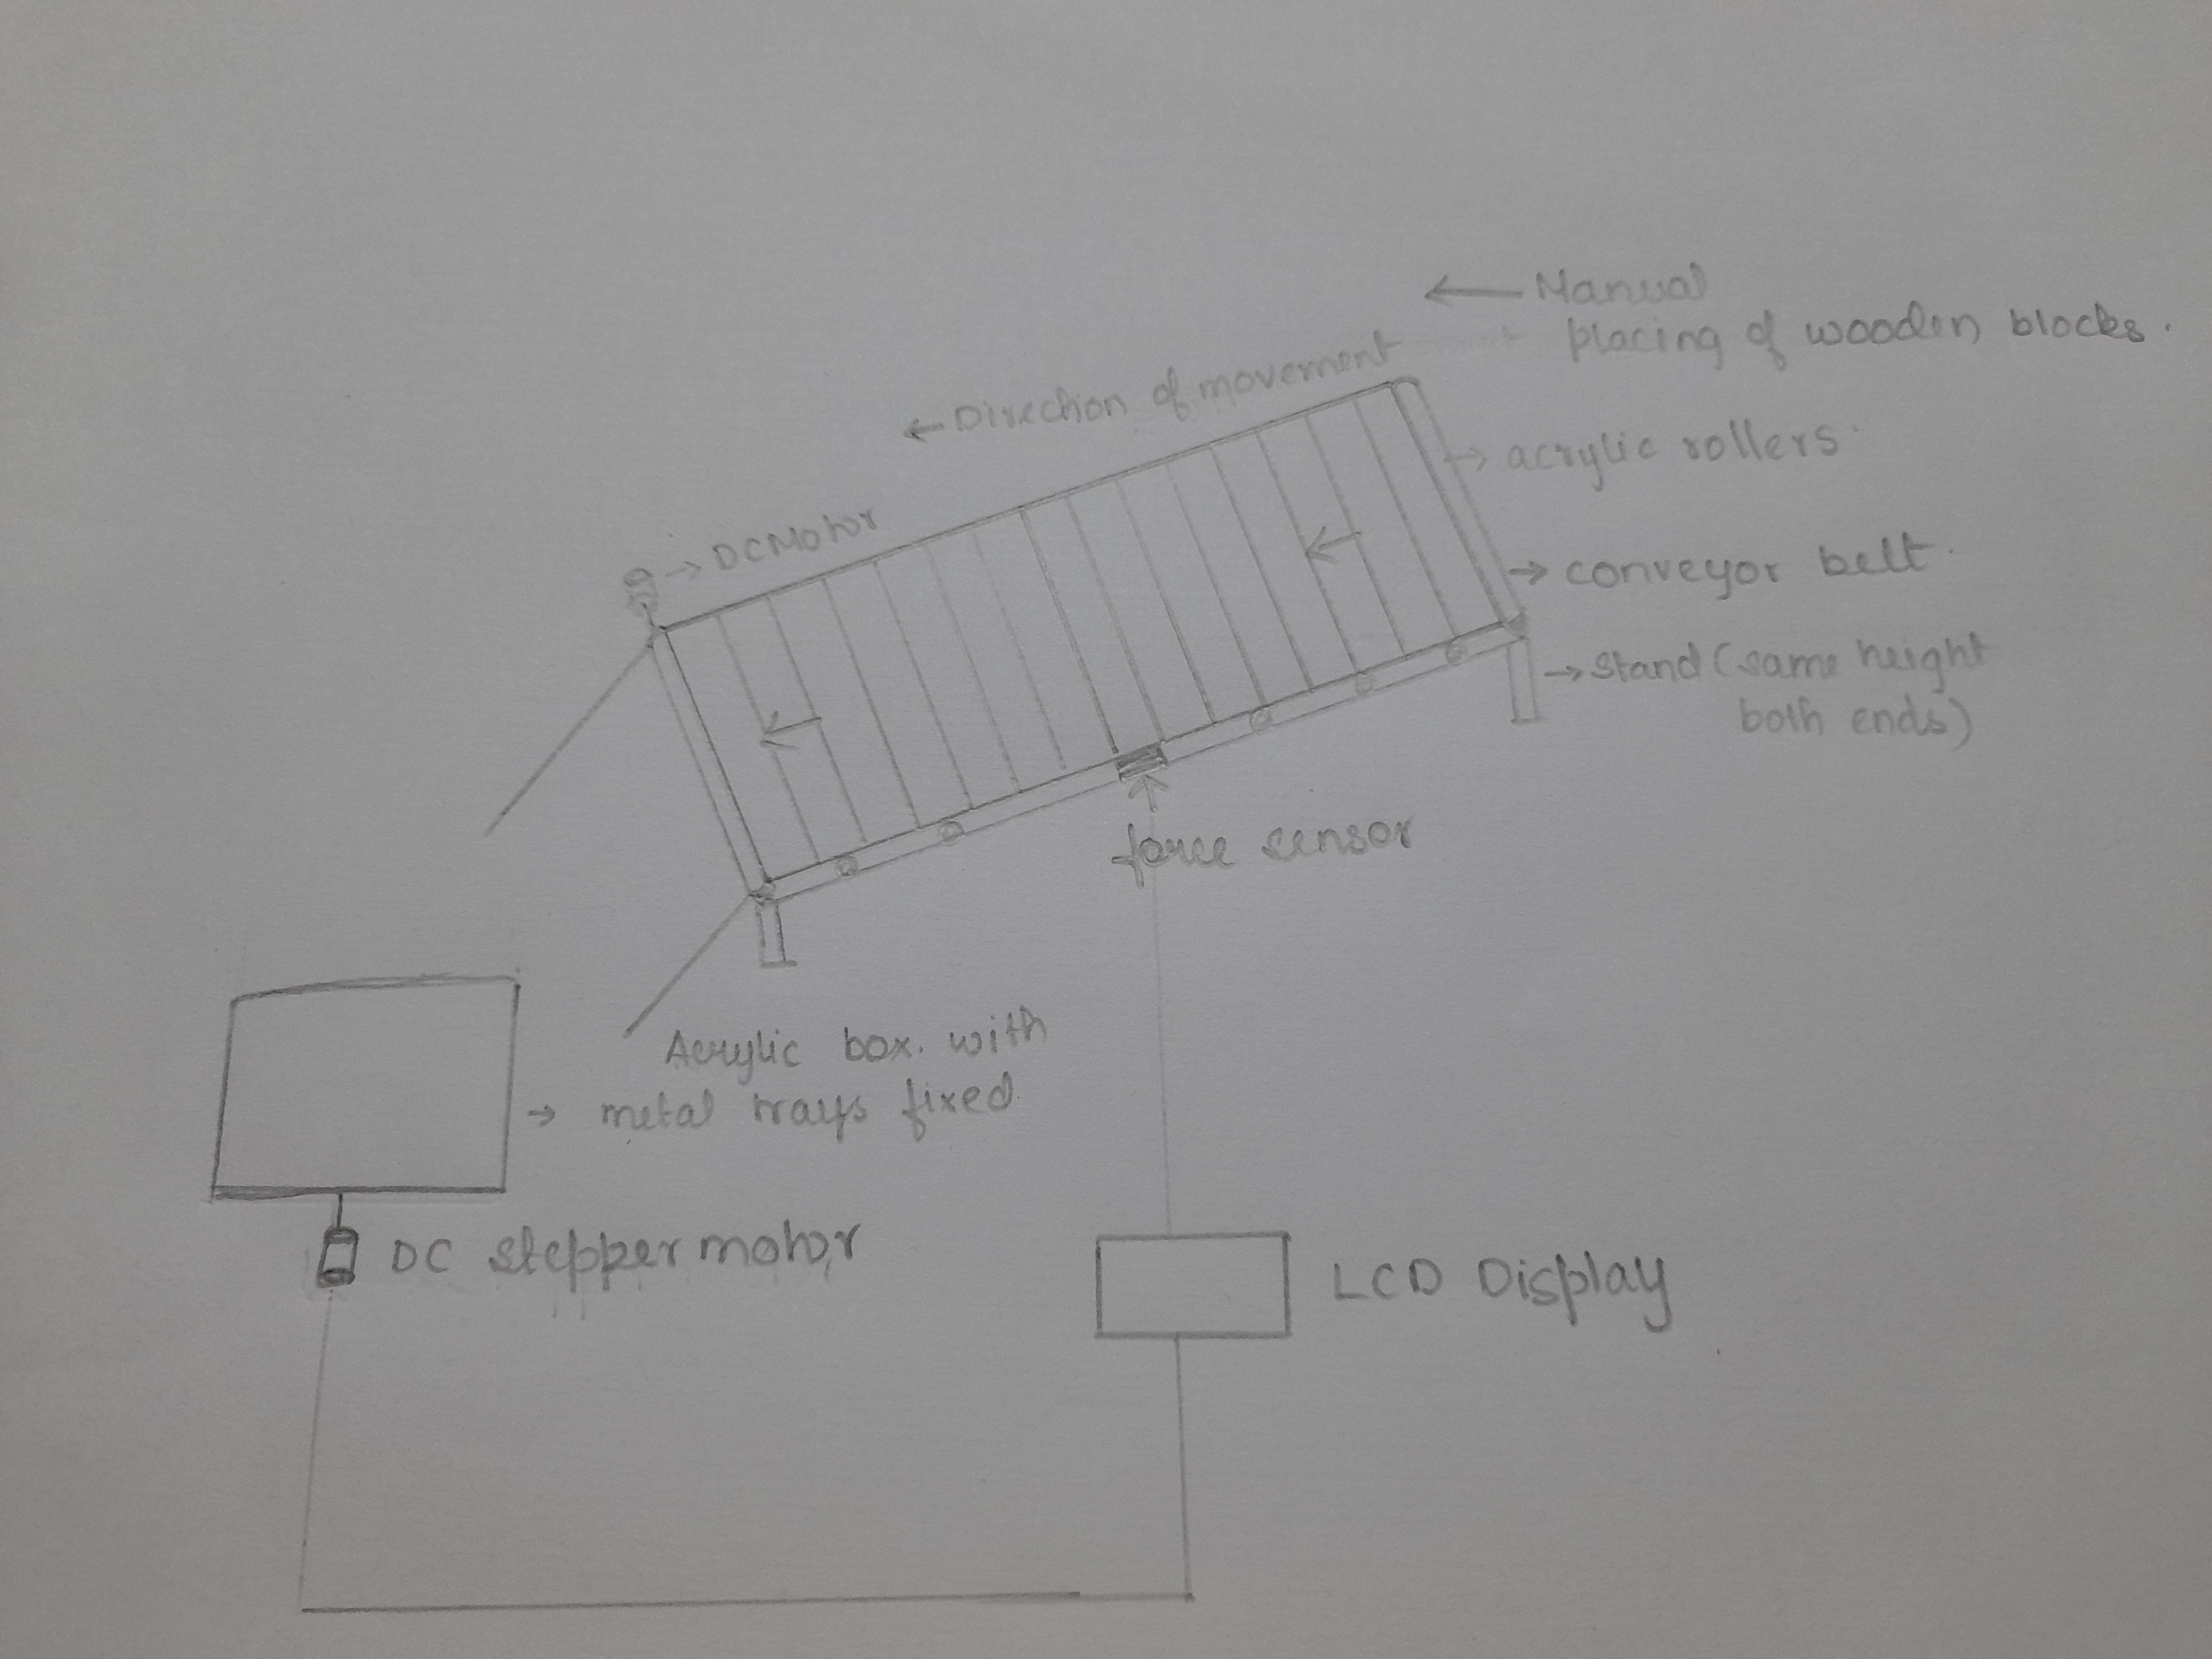 ← Manual
placing of wooden blocks.
← Direction of movement
→ acrylic rollers.
→ DC Motor
→ conveyor belt.
→ Stand (same height
both ends)
force sensor
Acrylic box. with
→ metal trays fixed
DC stepper motor
LCD Display